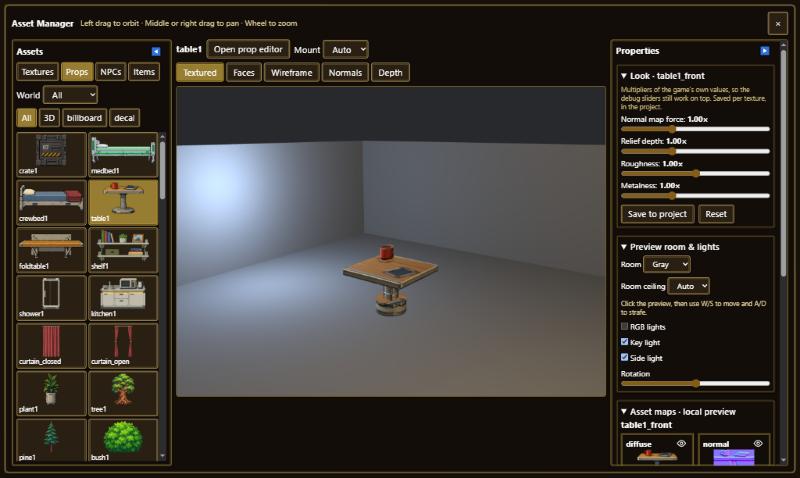 Asset Manager Left drag to orbit · Middle or right drag to pan · Wheel to zoom ×
Assets
Textures Props NPCs Items
World All
All 3D billboard decal
crate1 medbed1
crewbed1 table1
foldtable1 shelf1
shower1 kitchen1
curtain_closed curtain_open
plant1 tree1
pine1 bush1
table1 Open prop editor Mount Auto
Textured Faces Wireframe Normals Depth
Properties
Look · table1_front
Multipliers of the game's own values, so the
debug sliders still work on top. Saved per texture,
in the project.
Normal map force: 1.00x
Relief depth: 1.00x
Roughness: 1.00x
Metalness: 1.00x
Save to project Reset
Preview room & lights
Room Gray
Room ceiling Auto
Click the preview, then use W/S to move and A/D
to strafe.
RGB lights
Key light
Side light
Rotation
Asset maps · local preview
table1_front
diffuse normal